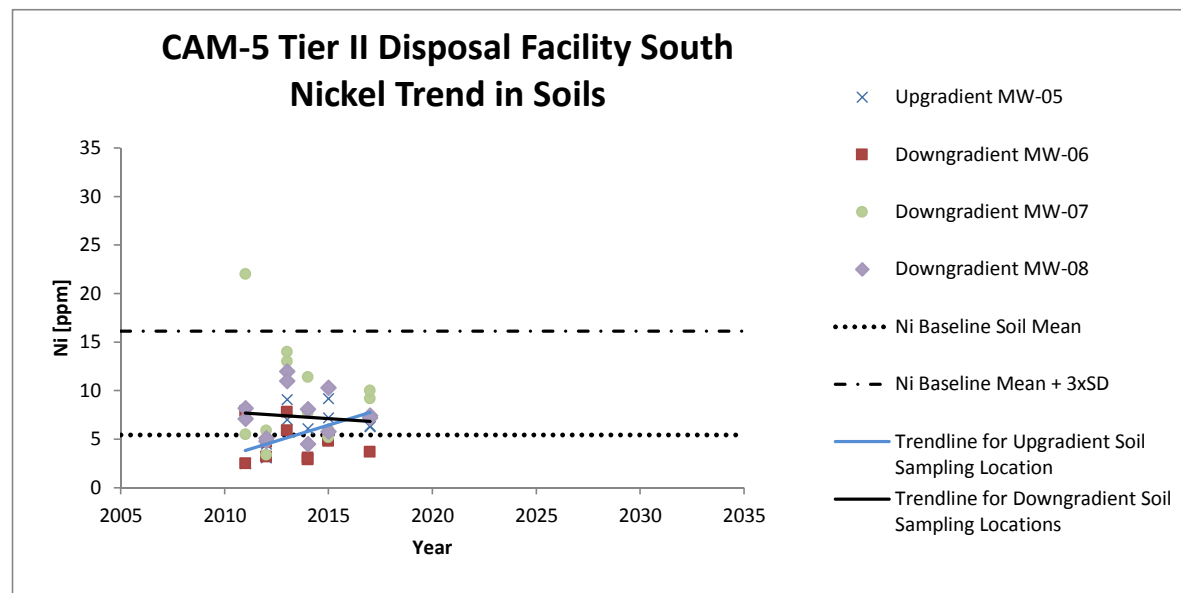 CAM-5 Tier II Disposal Facility South
Nickel Trend in Soils
35
30
25
20
15
10
5
0
Ni [ppm]
2005 2010 2015 2020 2025 2030 2035
Year
Upgradient MW-05
Downgradient MW-06
Downgradient MW-07
Downgradient MW-08
Ni Baseline Soil Mean
Ni Baseline Mean + 3xSD
Trendline for Upgradient Soil
Sampling Location
Trendline for Downgradient Soil
Sampling Locations